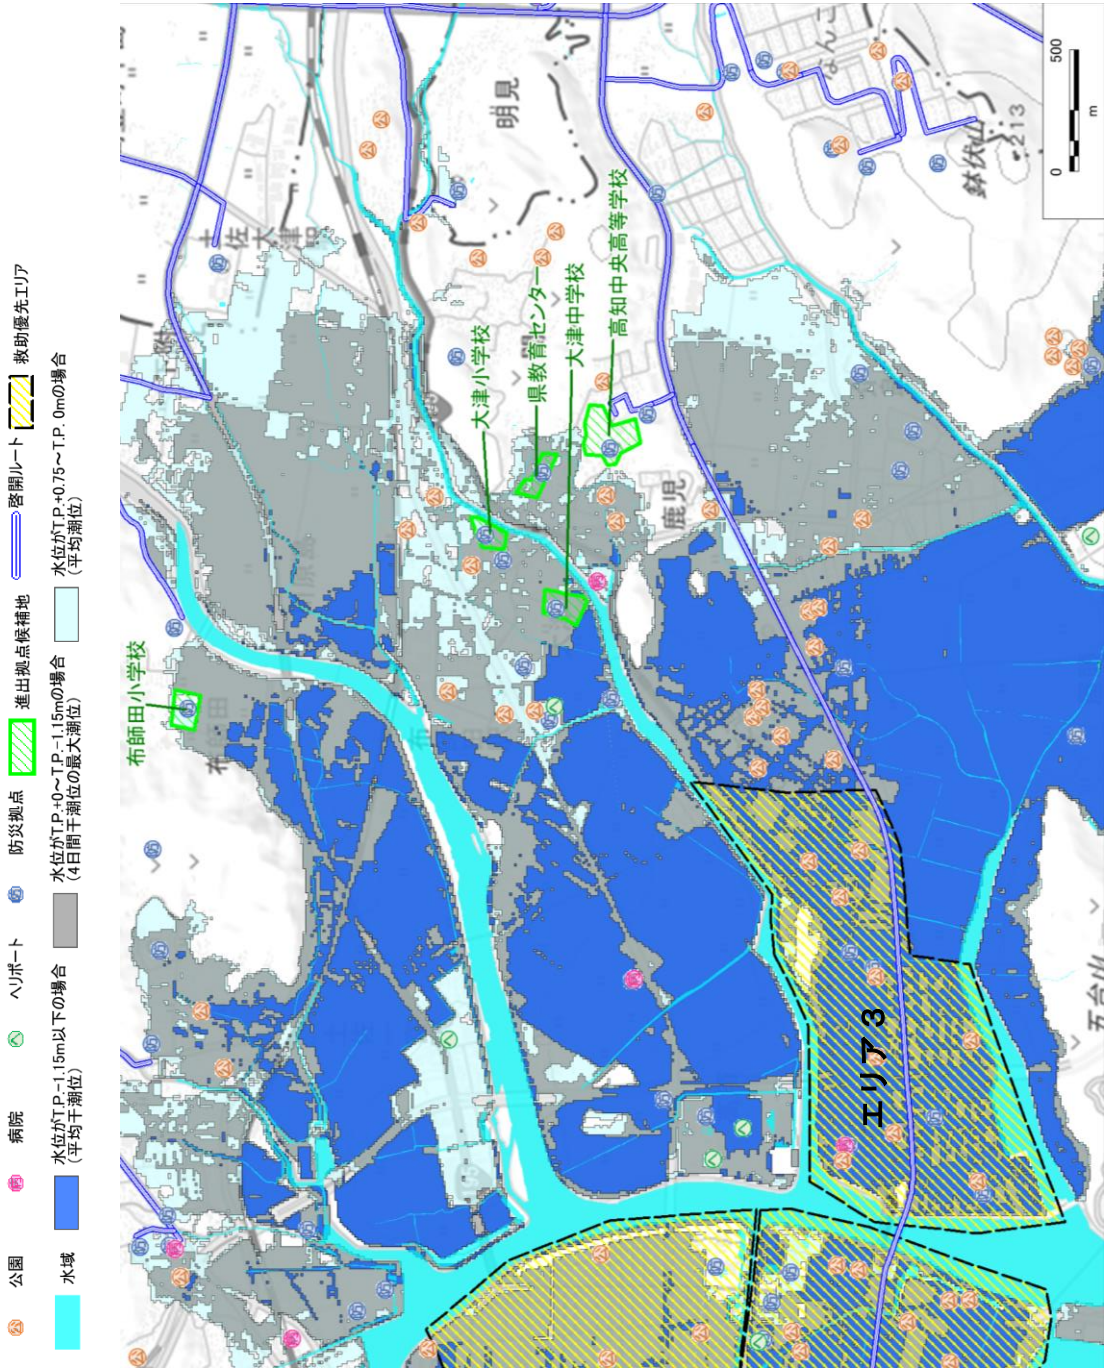 公園
病院
ヘリポート
防災拠点
進出拠点候補地
啓開ルート
救助優先エリア
水域
水位がT.P.-1.15m以下の場合
(平均干潮位)
水位がT.P.+0～T.P.-1.15mの場合
(4日間干潮位の最大潮位)
水位がT.P.+0.75～T.P. 0mの場合
(平均潮位)
布師田小学校
大津小学校
県教育センター
大津中学校
高知中央高等学校
明見
鹿児
鉢伏山
213
なんこ
土佐大津駅
五台山
エリア3
0
500
m